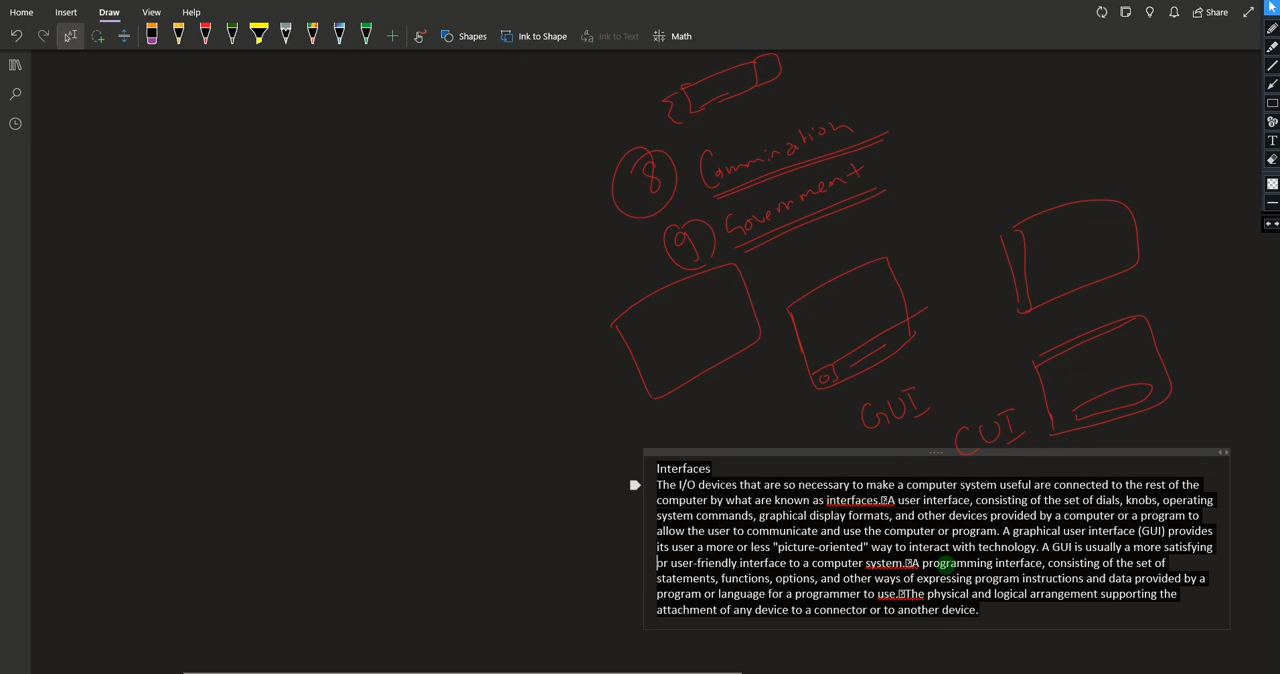 Home Insert Draw View Help
Share
Shapes Ink to Shape Ink to Text Math
8 Commination
9 Government
OS
GUI
CUI
Interfaces
The I/O devices that are so necessary to make a computer system useful are connected to the rest of the
computer by what are known as interfaces.⍰A user interface, consisting of the set of dials, knobs, operating
system commands, graphical display formats, and other devices provided by a computer or a program to
allow the user to communicate and use the computer or program. A graphical user interface (GUI) provides
its user a more or less "picture-oriented" way to interact with technology. A GUI is usually a more satisfying
or user-friendly interface to a computer system.⍰A programming interface, consisting of the set of
statements, functions, options, and other ways of expressing program instructions and data provided by a
program or language for a programmer to use.⍰The physical and logical arrangement supporting the
attachment of any device to a connector or to another device.